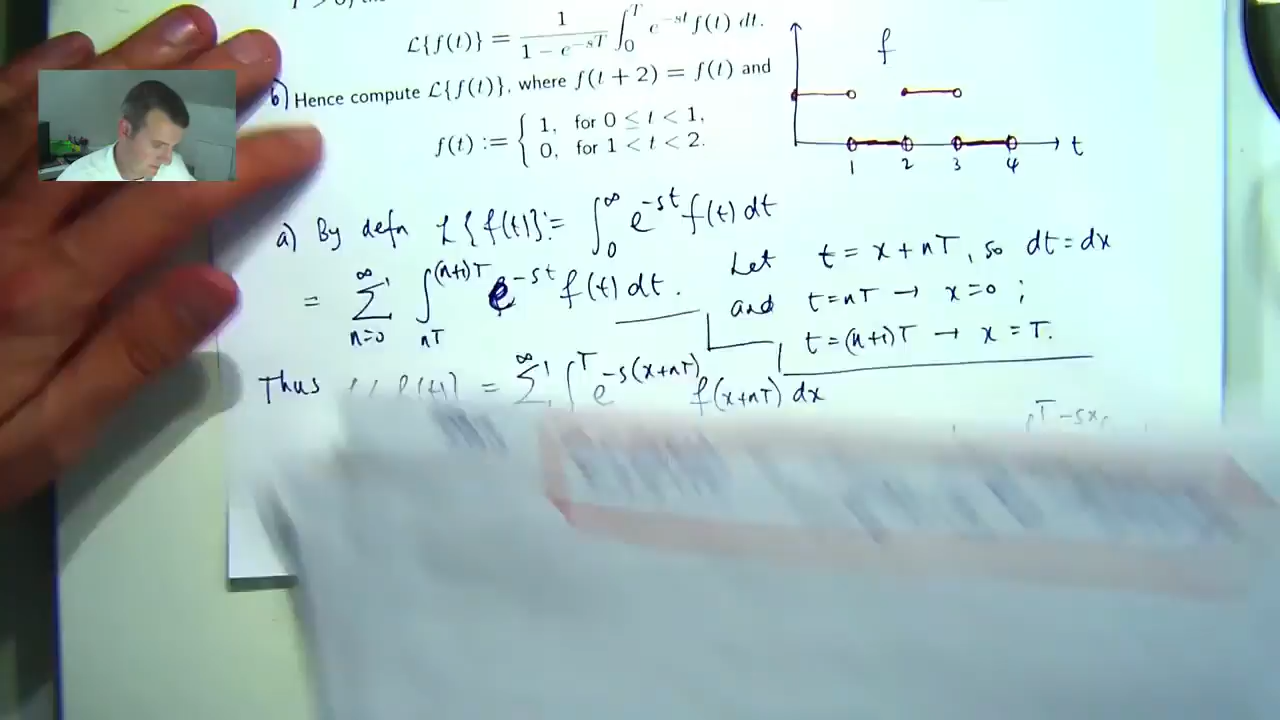 ℒ{f(t)} = 1/(1 − e^{−sT}) ∫_0^T e^{−st} f(t) dt.
b) Hence compute ℒ{f(t)}, where f(t + 2) = f(t) and
f(t) := { 1, for 0 ≤ t < 1,
0, for 1 < t < 2.
f
t
1 2 3 4
a) By defn ℒ{f(t)} := ∫_0^∞ e^{−st} f(t) dt
= ∑_{n=0}^∞ ∫_{nT}^{(n+1)T} e^{−st} f(t) dt.
Let t = x + nT, so dt = dx
and t = nT → x = 0 ;
t = (n+1)T → x = T.
Thus = ∑^∞ ∫^T e^{−s(x+nT)} f(x+nT) dx